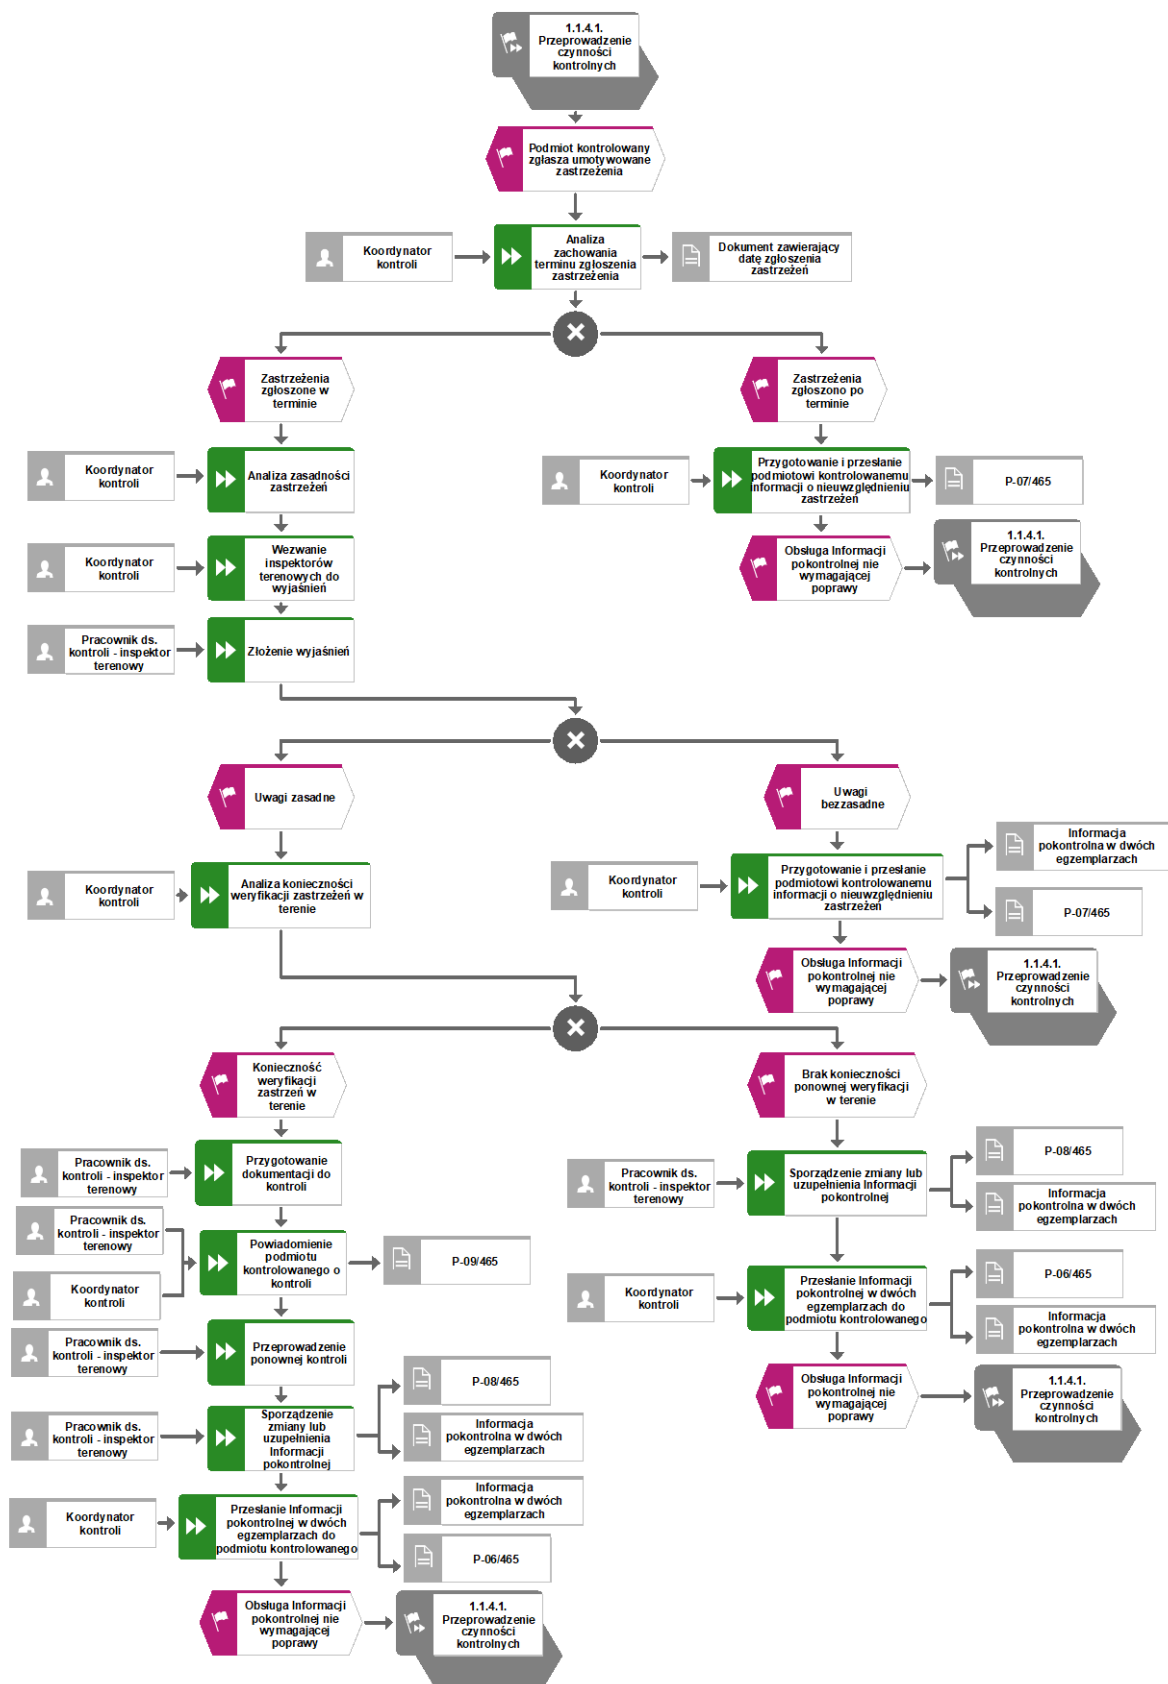 1.1.4.1.
Przeprowadzenie
czynności
kontrolnych
Podmiot kontrolowany
zgłasza umotywowane
zastrzeżenia
Koordynator
kontroli
Analiza
zachowania
terminu zgłoszenia
zastrzeżenia
Dokument zawierający
datę zgłoszenia
zastrzeżeń
Zastrzeżenia
zgłoszone w
terminie
Zastrzeżenia
zgłoszono po
terminie
Koordynator
kontroli
Analiza zasadności
zastrzeżeń
Koordynator
kontroli
Przygotowanie i przesłanie
podmiotowi kontrolowanemu
informacji o nieuwzględnieniu
zastrzeżeń
P-07/465
Koordynator
kontroli
Wezwanie
inspektorów
terenowych do
wyjaśnień
Obsługa Informacji
pokontrolnej nie
wymagającej
poprawy
1.1.4.1.
Przeprowadzenie
czynności
kontrolnych
Pracownik ds.
kontroli - inspektor
terenowy
Złożenie wyjaśnień
Uwagi zasadne
Uwagi
bezzasadne
Koordynator
kontroli
Analiza konieczności
weryfikacji zastrzeżeń w
terenie
Koordynator
kontroli
Przygotowanie i przesłanie
podmiotowi kontrolowanemu
informacji o nieuwzględnieniu
zastrzeżeń
Informacja
pokontrolna w dwóch
egzemplarzach
P-07/465
Obsługa Informacji
pokontrolnej nie
wymagającej
poprawy
1.1.4.1.
Przeprowadzenie
czynności
kontrolnych
Konieczność
weryfikacji
zastrzeń w
terenie
Brak konieczności
ponownej weryfikacji
w terenie
Pracownik ds.
kontroli - inspektor
terenowy
Przygotowanie
dokumentacji do
kontroli
Pracownik ds.
kontroli - inspektor
terenowy
Sporządzenie zmiany lub
uzupełnienia Informacji
pokontrolnej
P-08/465
Informacja
pokontrolna w dwóch
egzemplarzach
Pracownik ds.
kontroli - inspektor
terenowy
Koordynator
kontroli
Powiadomienie
podmiotu
kontrolowanego o
kontroli
P-09/465
Koordynator
kontroli
Przesłanie Informacji
pokontrolnej w dwóch
egzemplarzach do
podmiotu kontrolowanego
P-06/465
Informacja
pokontrolna w dwóch
egzemplarzach
Pracownik ds.
kontroli - inspektor
terenowy
Przeprowadzenie
ponownej kontroli
Obsługa Informacji
pokontrolnej nie
wymagającej
poprawy
1.1.4.1.
Przeprowadzenie
czynności
kontrolnych
Pracownik ds.
kontroli - inspektor
terenowy
Sporządzenie
zmiany lub
uzupełnienia
Informacji
pokontrolnej
P-08/465
Informacja
pokontrolna w dwóch
egzemplarzach
Koordynator
kontroli
Przesłanie Informacji
pokontrolnej w dwóch
egzemplarzach do
podmiotu kontrolowanego
Informacja
pokontrolna w dwóch
egzemplarzach
P-06/465
Obsługa Informacji
pokontrolnej nie
wymagającej
poprawy
1.1.4.1.
Przeprowadzenie
czynności
kontrolnych